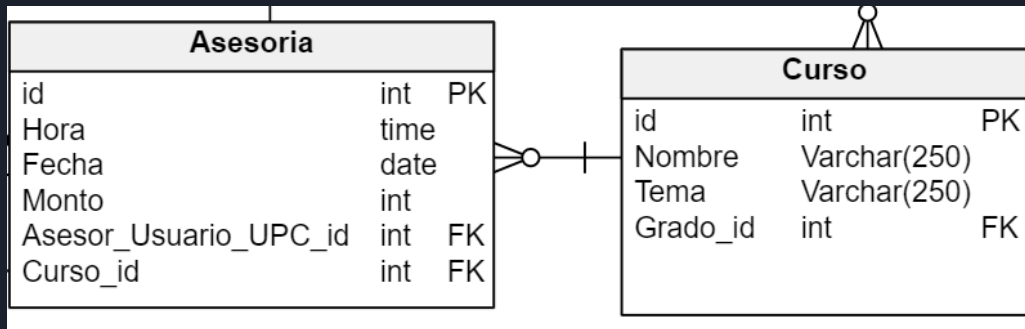 Asesoria
id int PK
Hora time
Fecha date
Monto int
Asesor_Usuario_UPC_id int FK
Curso_id int FK
Curso
id int PK
Nombre Varchar(250)
Tema Varchar(250)
Grado_id int FK